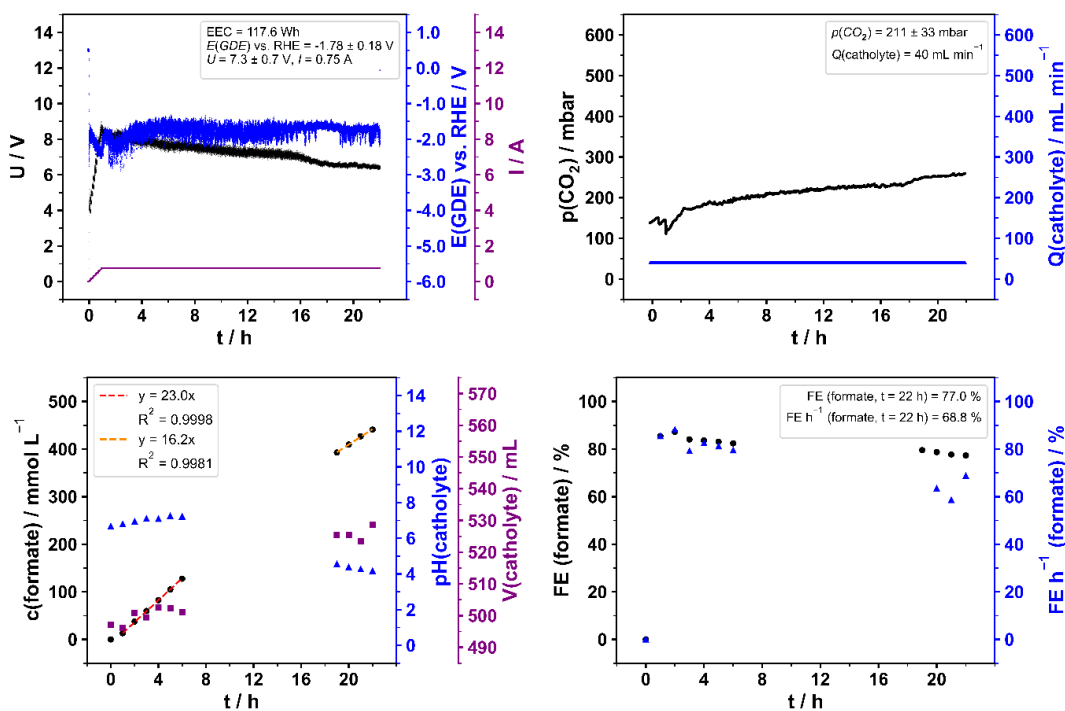 EEC = 117.6 Wh
E(GDE) vs. RHE = -1.78 ± 0.18 V
U = 7.3 ± 0.7 V, I = 0.75 A
14
12
10
8
6
4
2
0
U / V
1.0
0.0
-1.0
-2.0
-3.0
-4.0
-5.0
-6.0
E(GDE) vs. RHE / V
14
12
10
8
6
4
2
0
I / A
0 4 8 12 16 20
t / h
p(CO₂) = 211 ± 33 mbar
Q(catholyte) = 40 mL min⁻¹
600
500
400
300
200
100
0
p(CO₂) / mbar
600
550
500
450
400
350
300
250
200
150
100
50
0
Q(catholyte) / mL min⁻¹
0 4 8 12 16 20
t / h
y = 23.0x
R² = 0.9998
y = 16.2x
R² = 0.9981
500
400
300
200
100
0
c(formate) / mmol L⁻¹
14
12
10
8
6
4
2
0
pH(catholyte)
570
560
550
540
530
520
510
500
490
V(catholyte) / mL
0 4 8 12 16 20
t / h
FE (formate, t = 22 h) = 77.0 %
FE h⁻¹ (formate, t = 22 h) = 68.8 %
100
80
60
40
20
0
FE (formate) / %
100
80
60
40
20
0
FE h⁻¹ (formate) / %
0 4 8 12 16 20
t / h